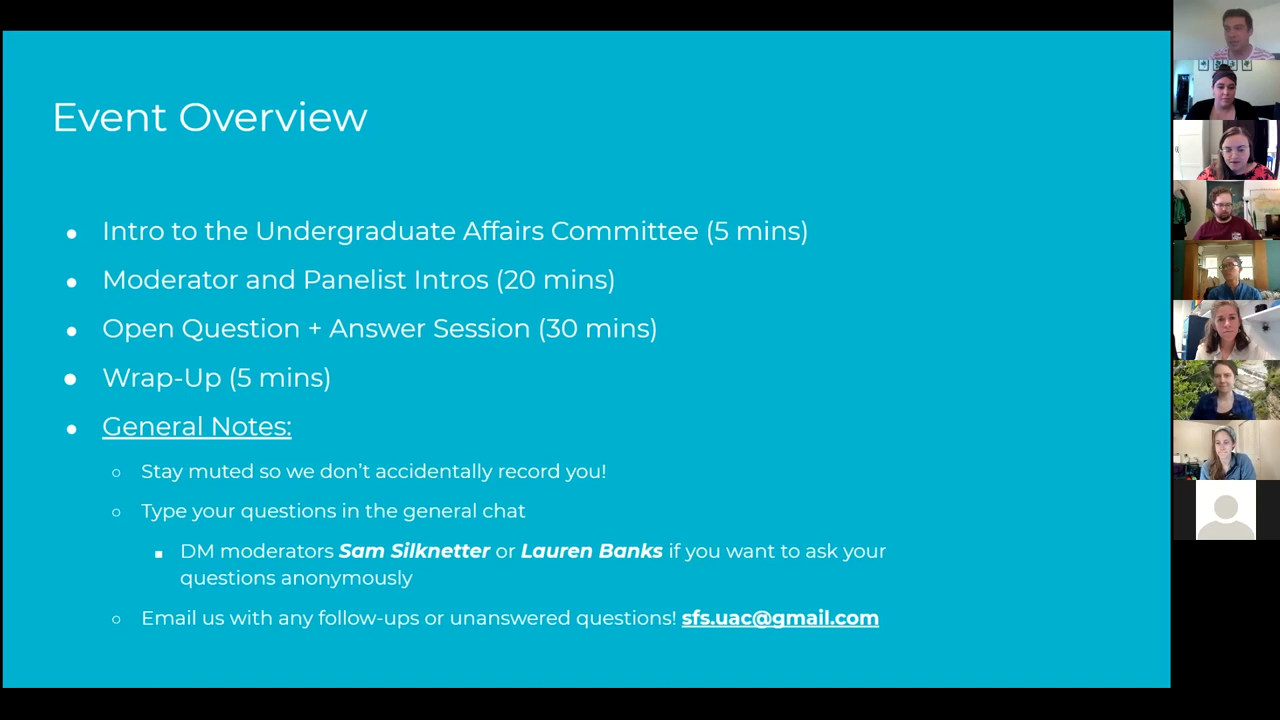 Event Overview
Intro to the Undergraduate Affairs Committee (5 mins)
Moderator and Panelist Intros (20 mins)
Open Question + Answer Session (30 mins)
Wrap-Up (5 mins)
General Notes:
Stay muted so we don’t accidentally record you!
Type your questions in the general chat
DM moderators Sam Silknetter or Lauren Banks if you want to ask your
questions anonymously
Email us with any follow-ups or unanswered questions! sfs.uac@gmail.com